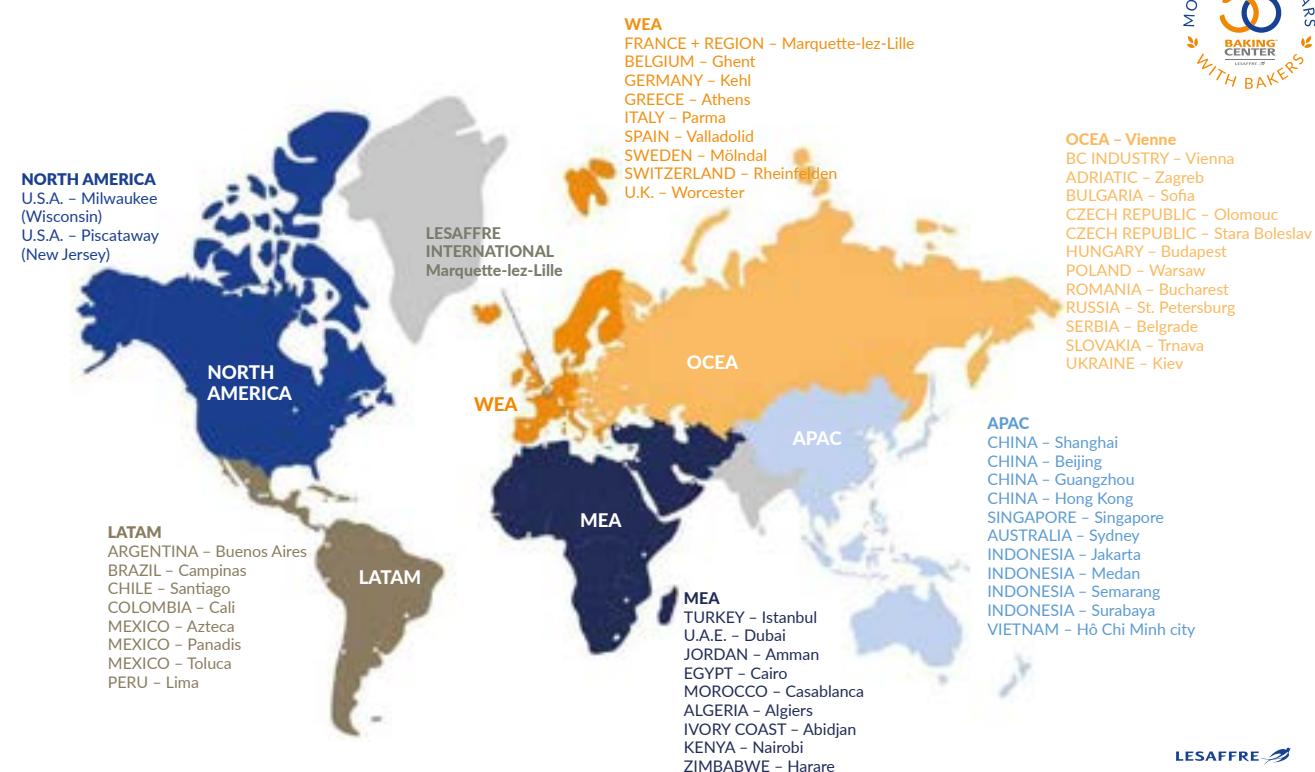 MO
ARS
BAKING
CENTER
LESAFFRE
WITH BAKERS
WEA
FRANCE + REGION – Marquette-lez-Lille
BELGIUM – Ghent
GERMANY – Kehl
GREECE – Athens
ITALY – Parma
SPAIN – Valladolid
SWEDEN – Mölndal
SWITZERLAND – Rheinfelden
U.K. – Worcester
OCEA – Vienne
BC INDUSTRY – Vienna
ADRIATIC – Zagreb
BULGARIA – Sofia
CZECH REPUBLIC – Olomouc
CZECH REPUBLIC – Stara Boleslav
HUNGARY – Budapest
POLAND – Warsaw
ROMANIA – Bucharest
RUSSIA – St. Petersburg
SERBIA – Belgrade
SLOVAKIA – Trnava
UKRAINE – Kiev
NORTH AMERICA
U.S.A. – Milwaukee
(Wisconsin)
U.S.A. – Piscataway
(New Jersey)
LESAFFRE
INTERNATIONAL
Marquette-lez-Lille
NORTH
AMERICA
WEA
OCEA
APAC
MEA
LATAM
APAC
CHINA – Shanghai
CHINA – Beijing
CHINA – Guangzhou
CHINA – Hong Kong
SINGAPORE – Singapore
AUSTRALIA – Sydney
INDONESIA – Jakarta
INDONESIA – Medan
INDONESIA – Semarang
INDONESIA – Surabaya
VIETNAM – Hô Chi Minh city
LATAM
ARGENTINA – Buenos Aires
BRAZIL – Campinas
CHILE – Santiago
COLOMBIA – Cali
MEXICO – Azteca
MEXICO – Panadis
MEXICO – Toluca
PERU – Lima
MEA
TURKEY – Istanbul
U.A.E. – Dubai
JORDAN – Amman
EGYPT – Cairo
MOROCCO – Casablanca
ALGERIA – Algiers
IVORY COAST – Abidjan
KENYA – Nairobi
ZIMBABWE – Harare
LESAFFRE